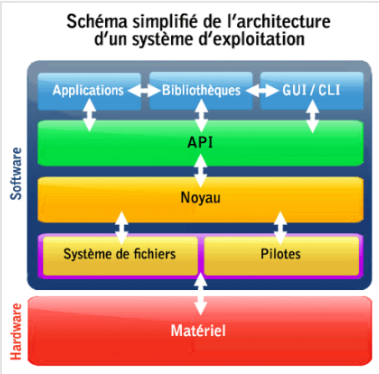 Schéma simplifié de l'architecture
d'un système d'exploitation
Applications
Bibliothèques
GUI / CLI
API
Noyau
Système de fichiers
Pilotes
Matériel
Software
Hardware